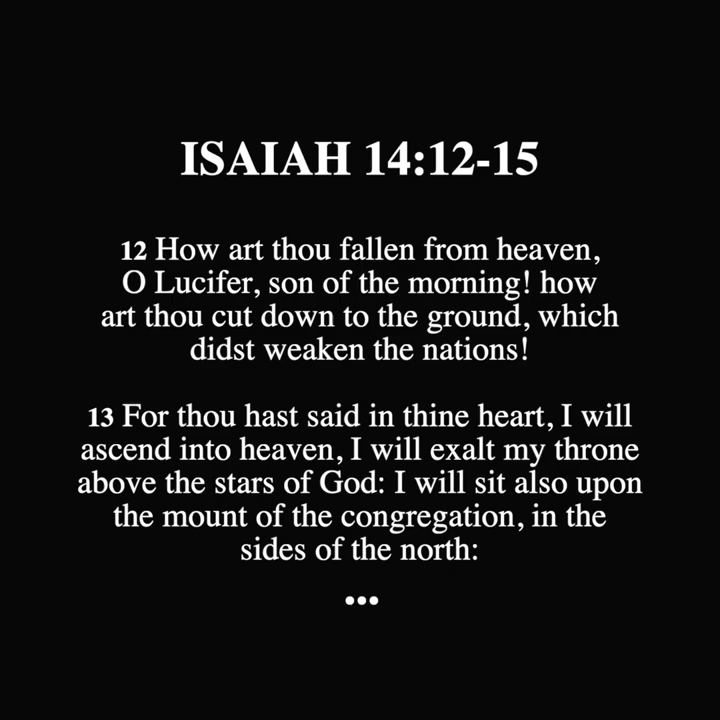 ISAIAH 14:12-15
12 How art thou fallen from heaven,
O Lucifer, son of the morning! how
art thou cut down to the ground, which
didst weaken the nations!
13 For thou hast said in thine heart, I will
ascend into heaven, I will exalt my throne
above the stars of God: I will sit also upon
the mount of the congregation, in the
sides of the north:
...